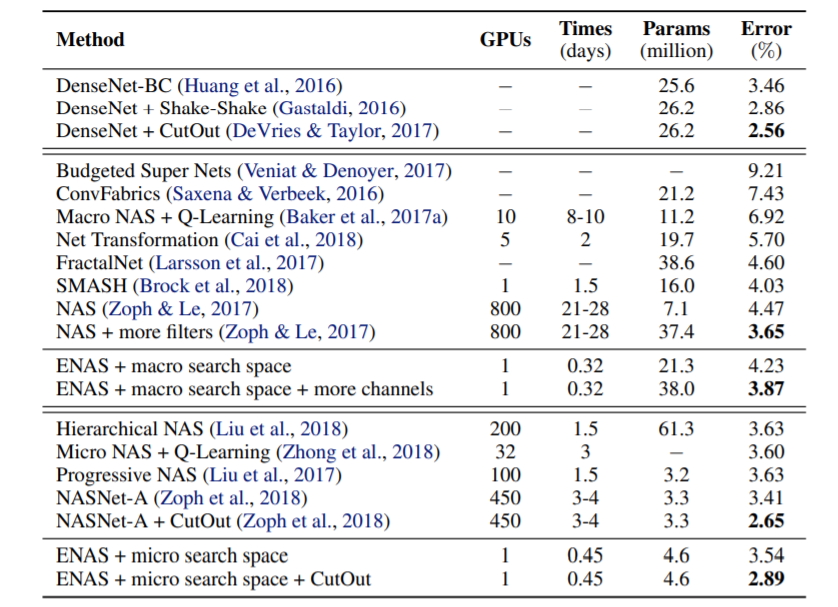 Method GPUs Times (days) Params (million) Error (%)
DenseNet-BC (Huang et al., 2016) − − 25.6 3.46
DenseNet + Shake-Shake (Gastaldi, 2016) − − 26.2 2.86
DenseNet + CutOut (DeVries & Taylor, 2017) − − 26.2 2.56
Budgeted Super Nets (Veniat & Denoyer, 2017) − − − 9.21
ConvFabrics (Saxena & Verbeek, 2016) − − 21.2 7.43
Macro NAS + Q-Learning (Baker et al., 2017a) 10 8-10 11.2 6.92
Net Transformation (Cai et al., 2018) 5 2 19.7 5.70
FractalNet (Larsson et al., 2017) − − 38.6 4.60
SMASH (Brock et al., 2018) 1 1.5 16.0 4.03
NAS (Zoph & Le, 2017) 800 21-28 7.1 4.47
NAS + more filters (Zoph & Le, 2017) 800 21-28 37.4 3.65
ENAS + macro search space 1 0.32 21.3 4.23
ENAS + macro search space + more channels 1 0.32 38.0 3.87
Hierarchical NAS (Liu et al., 2018) 200 1.5 61.3 3.63
Micro NAS + Q-Learning (Zhong et al., 2018) 32 3 − 3.60
Progressive NAS (Liu et al., 2017) 100 1.5 3.2 3.63
NASNet-A (Zoph et al., 2018) 450 3-4 3.3 3.41
NASNet-A + CutOut (Zoph et al., 2018) 450 3-4 3.3 2.65
ENAS + micro search space 1 0.45 4.6 3.54
ENAS + micro search space + CutOut 1 0.45 4.6 2.89